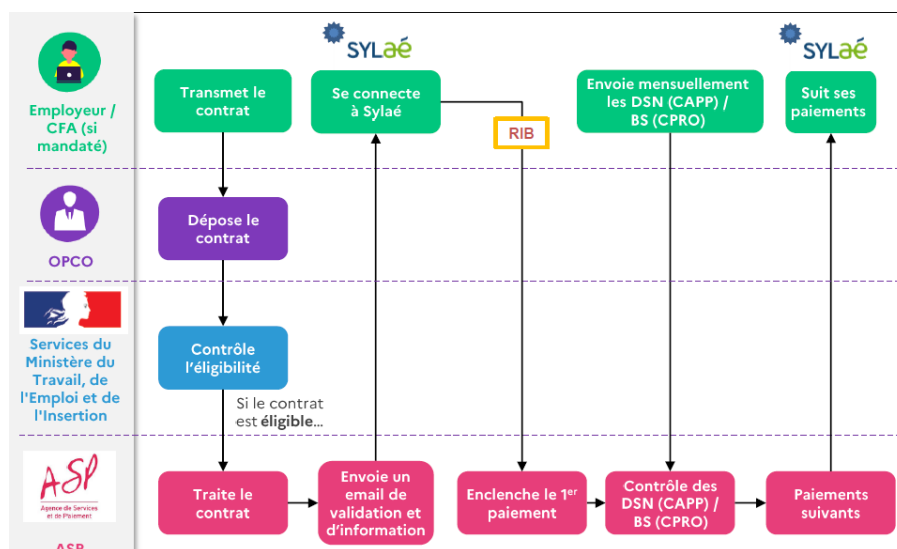 SYLaé
SYLaé
Employeur /
CFA (si
mandaté)
Transmet le
contrat
Se connecte
à Sylaé
RIB
Envoie mensuellement
les DSN (CAPP) /
BS (CPRO)
Suit ses
paiements
OPCO
Dépose le
contrat
Services du
Ministère du
Travail, de
l'Emploi et de
l'Insertion
Contrôle
l'éligibilité
Si le contrat
est éligible…
ASP
Agence de Services
et de Paiement
ASP
Traite le
contrat
Envoie un
email de
validation et
d'information
Enclenche le 1er
paiement
Contrôle des
DSN (CAPP) /
BS (CPRO)
Paiements
suivants